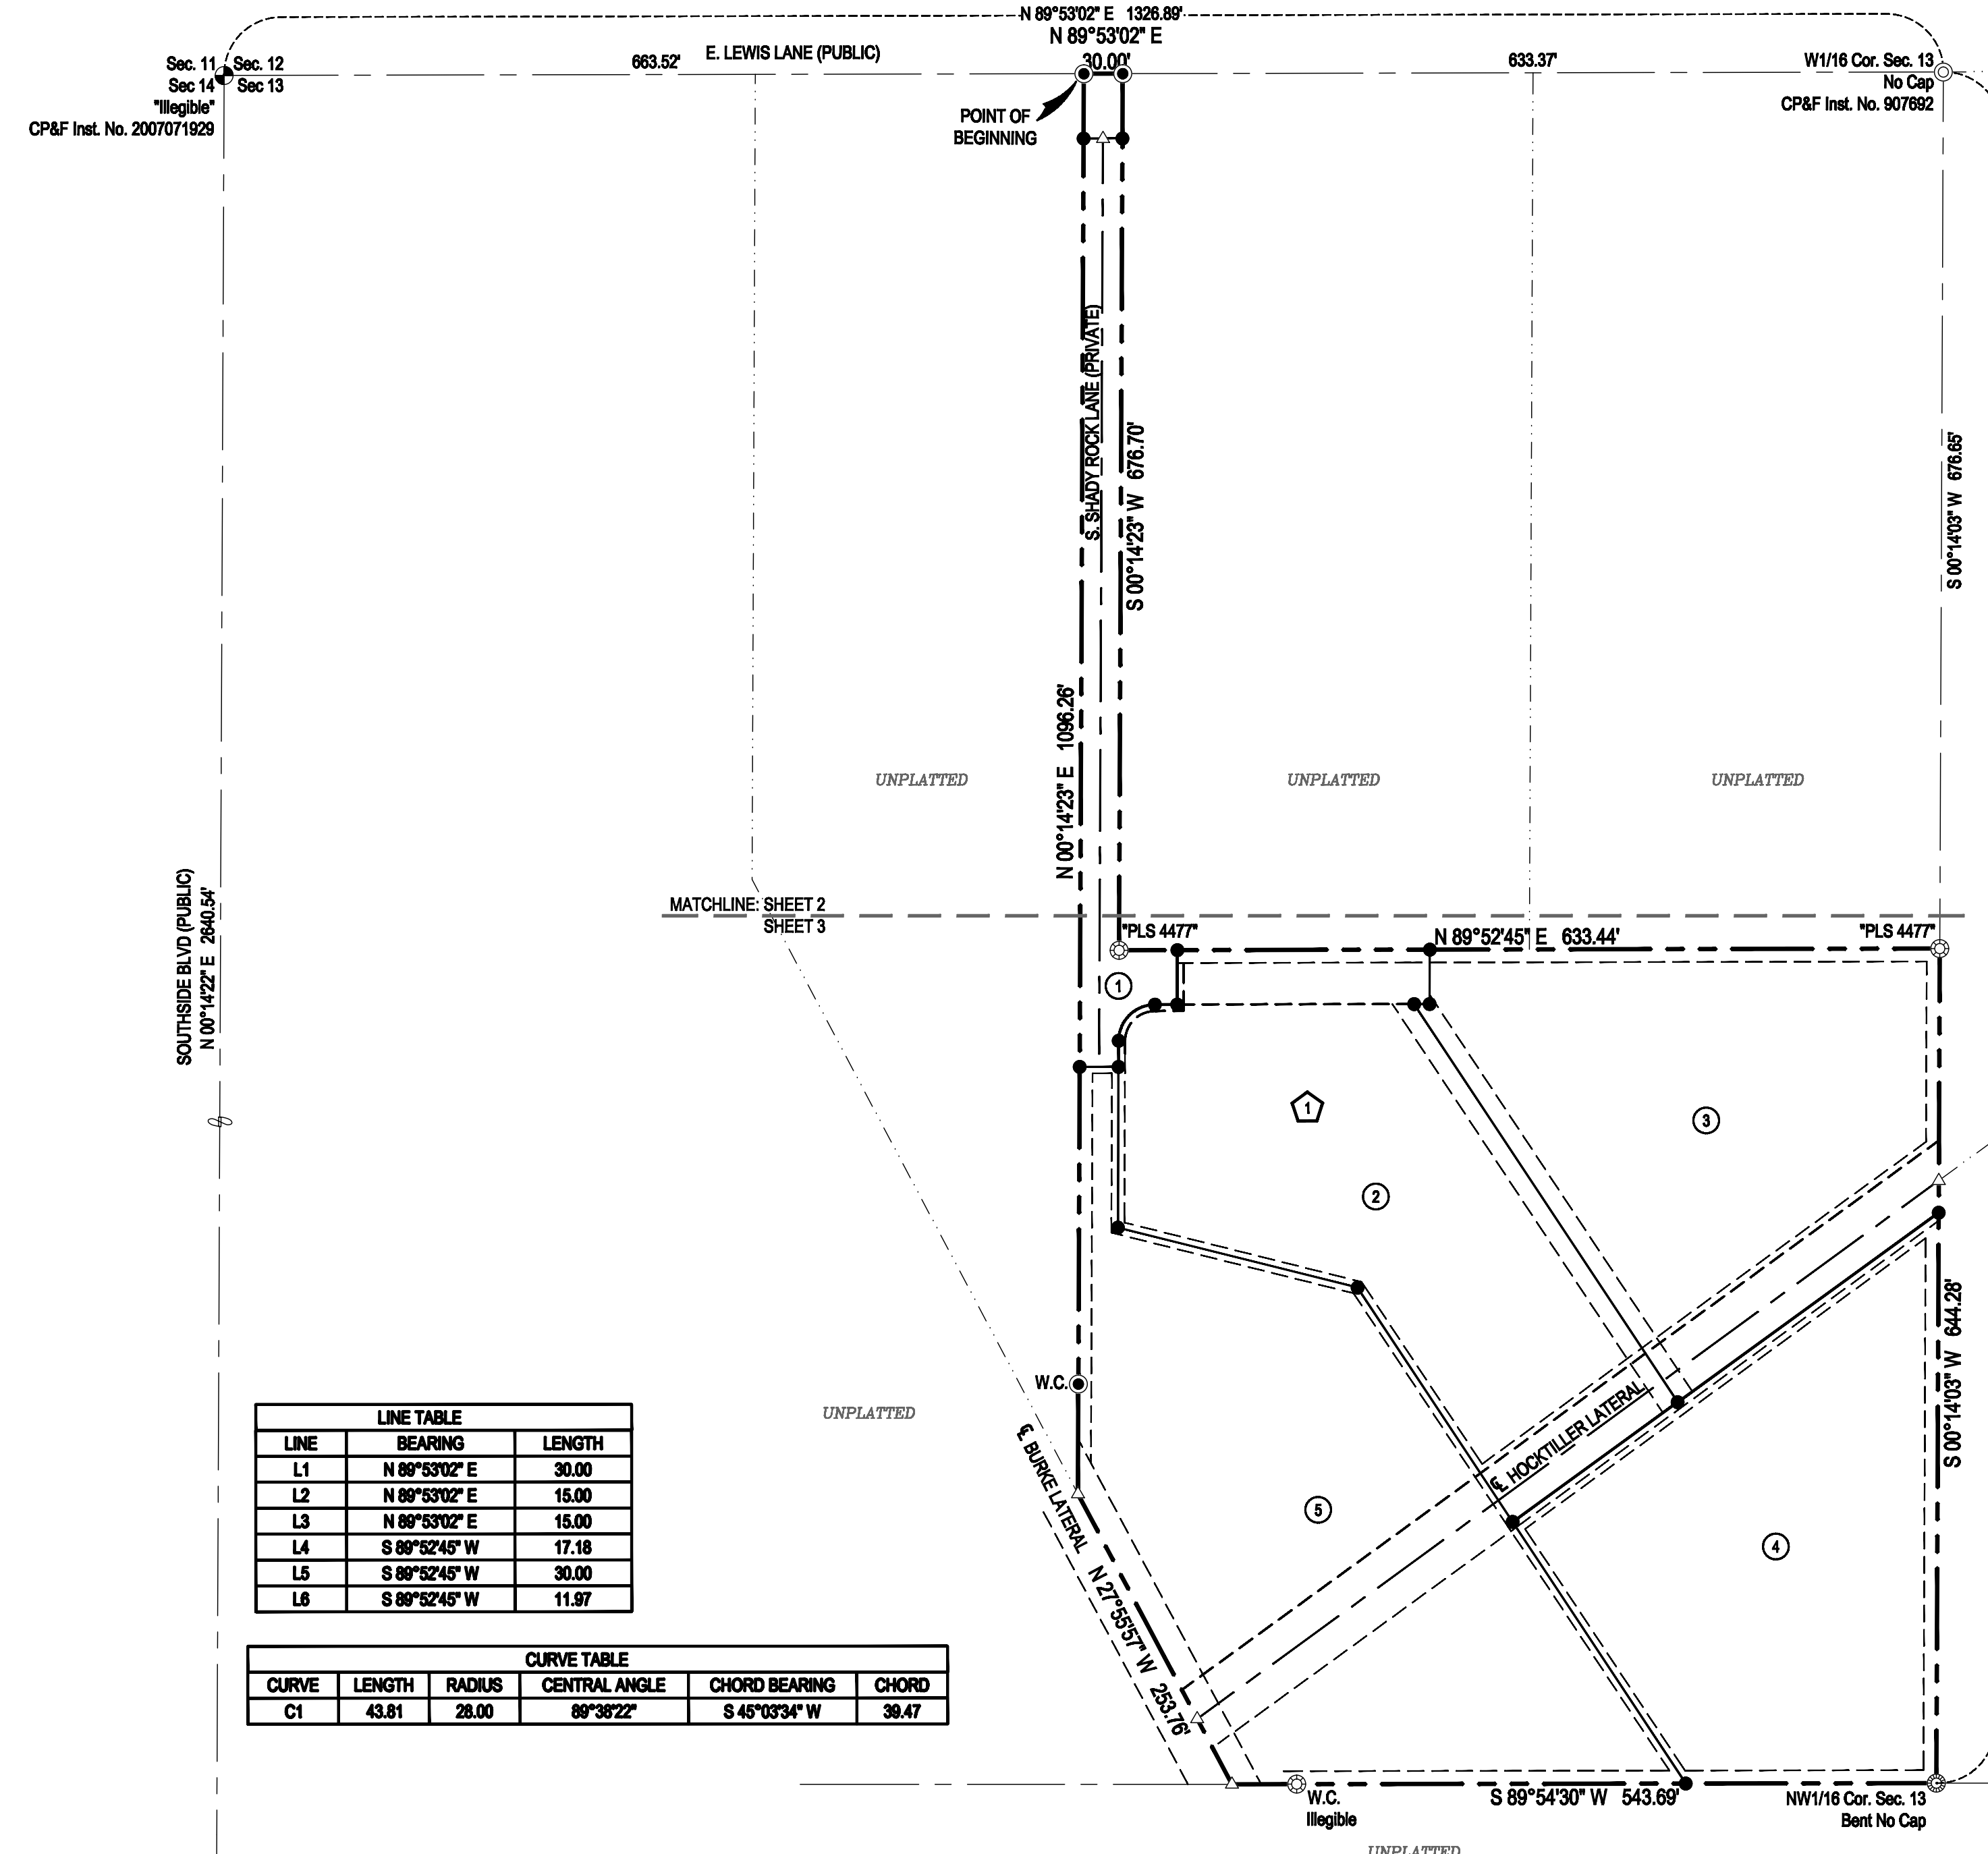 N 89°53'02" E 1326.89'
N 89°53'02" E
30.00'
663.52'
E. LEWIS LANE (PUBLIC)
633.37'
Sec. 11
Sec. 12
Sec 14
Sec 13
"Illegible"
CP&F Inst. No. 2007071929
W1/16 Cor. Sec. 13
No Cap
CP&F Inst. No. 907692
POINT OF
BEGINNING
S. SHADY ROCK LANE (PRIVATE)
S 00°14'23" W 676.70'
S 00°14'03" W 676.65'
N 00°14'23" E 1096.26'
UNPLATTED
UNPLATTED
UNPLATTED
SOUTHSIDE BLVD (PUBLIC)
N 00°14'22" E 2640.54'
MATCHLINE: SHEET 2
SHEET 3
"PLS 4477"
N 89°52'45" E 633.44'
"PLS 4477"
1
1
3
2
S 00°14'03" W 644.28'
W.C.
UNPLATTED
℄ BURKE LATERAL
℄ HOCKTILLER LATERAL
5
4
N 27°55'57" W 253.76'
LINE TABLE
LINE BEARING LENGTH
L1 N 89°53'02" E 30.00
L2 N 89°53'02" E 15.00
L3 N 89°53'02" E 15.00
L4 S 89°52'45" W 17.18
L5 S 89°52'45" W 30.00
L6 S 89°52'45" W 11.97
CURVE TABLE
CURVE LENGTH RADIUS CENTRAL ANGLE CHORD BEARING CHORD
C1 43.81 28.00 89°38'22" S 45°03'34" W 39.47
W.C.
Illegible
S 89°54'30" W 543.69'
NW1/16 Cor. Sec. 13
Bent No Cap
UNPLATTED